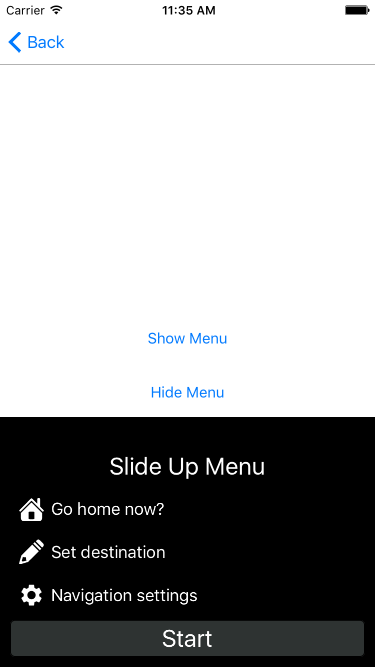 Carrier 11:35 AM
Back
Show Menu
Hide Menu
Slide Up Menu
Go home now?
Set destination
Navigation settings
Start